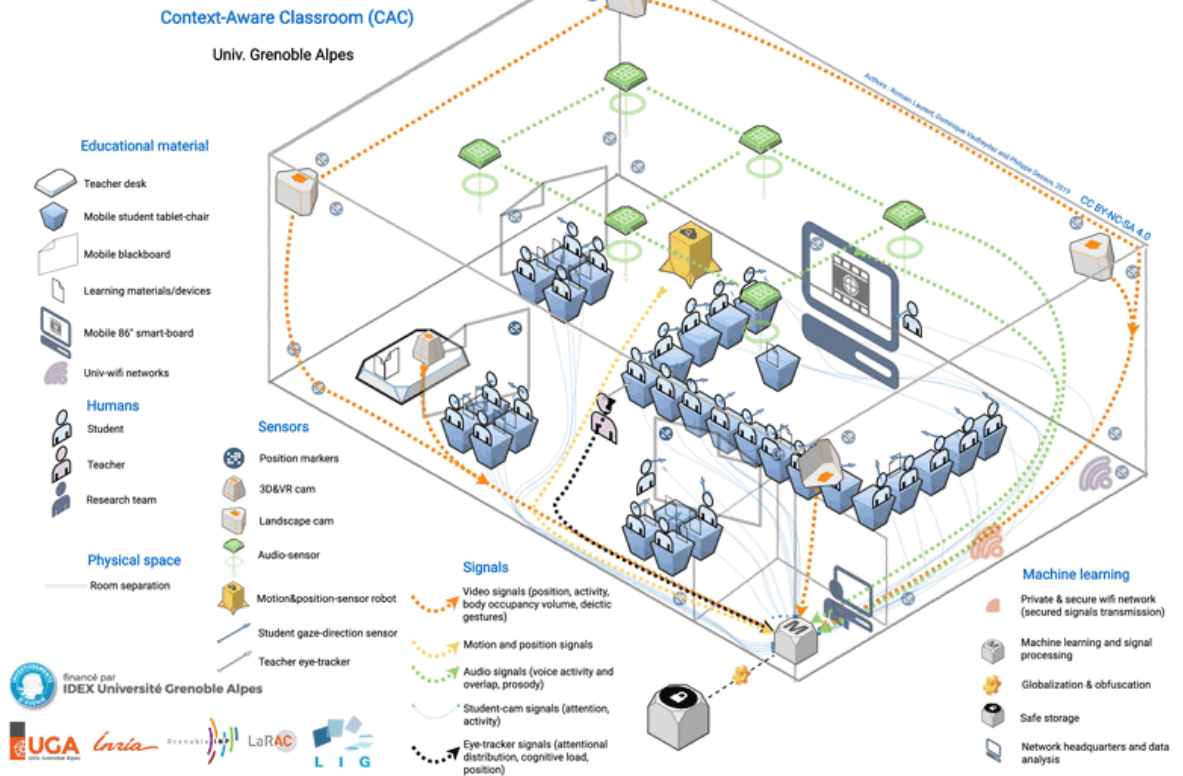 Context-Aware Classroom (CAC)
Univ. Grenoble Alpes
Authors : Romain Laurent, Dominique Vaufreydaz and Philippe Dessus, 2019
CC BY-NC-SA 4.0
Educational material
Teacher desk
Mobile student tablet-chair
Mobile blackboard
Learning materials/devices
Mobile 86" smart-board
Univ-wifi networks
Humans
Student
Teacher
Research team
Physical space
Room separation
Sensors
Position markers
3D&VR cam
Landscape cam
Audio-sensor
Motion&position-sensor robot
Student gaze-direction sensor
Teacher eye-tracker
Signals
Video signals (position, activity,
body occupancy volume, deictic
gestures)
Motion and position signals
Audio signals (voice activity and
overlap, prosody)
Student-cam signals (attention,
activity)
Eye-tracker signals (attentional
distribution, cognitive load,
position)
M
Machine learning
Private & secure wifi network
(secured signals transmission)
Machine learning and signal
processing
Globalization & obfuscation
Safe storage
Network headquarters and data
analysis
financé par
IDEX Université Grenoble Alpes
UGA
Univ. Grenoble Alpes
Inria
Grenoble INP
LaRAC
LIG